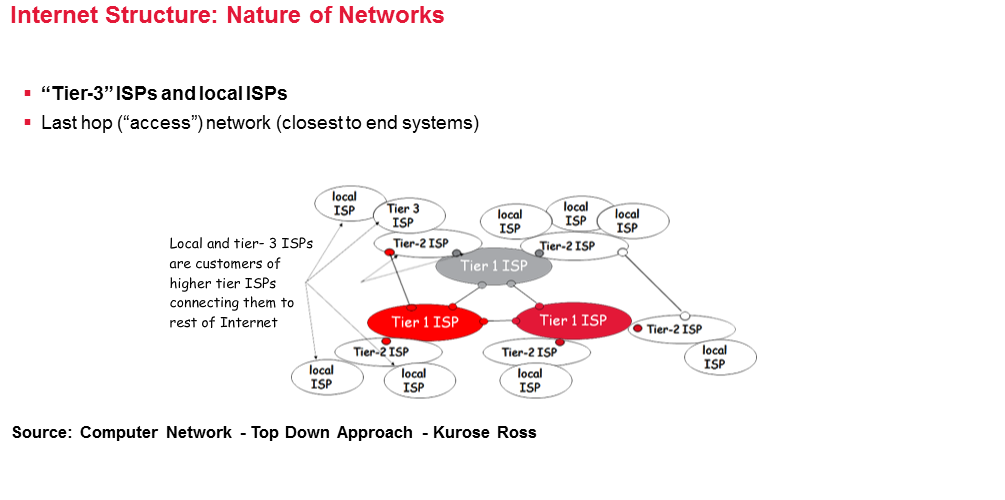 Internet Structure: Nature of Networks
“Tier-3” ISPs and local ISPs
Last hop (“access”) network (closest to end systems)
local
ISP
Tier 3
ISP
local
ISP
local
ISP
local
ISP
Tier-2 ISP
Tier-2 ISP
Local and tier- 3 ISPs
are customers of
higher tier ISPs
connecting them to
rest of Internet
Tier 1 ISP
Tier 1 ISP
Tier 1 ISP
Tier-2 ISP
Tier-2 ISP
Tier-2 ISP
local
ISP
local
ISP
local
ISP
local
ISP
Source: Computer Network - Top Down Approach - Kurose Ross